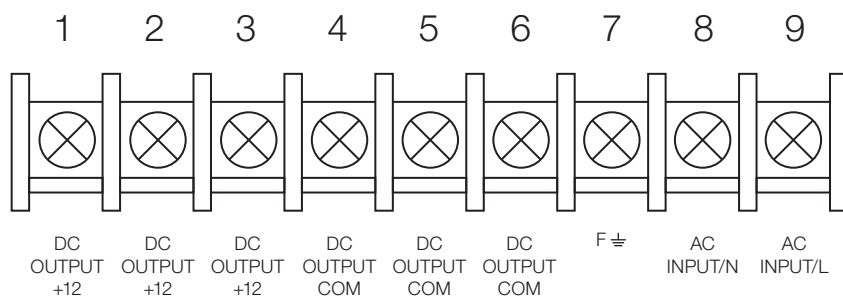 1 2 3 4 5 6 7 8 9
DC DC DC DC DC DC F⏚ AC AC
OUTPUT OUTPUT OUTPUT OUTPUT OUTPUT OUTPUT INPUT/N INPUT/L
+12 +12 +12 COM COM COM